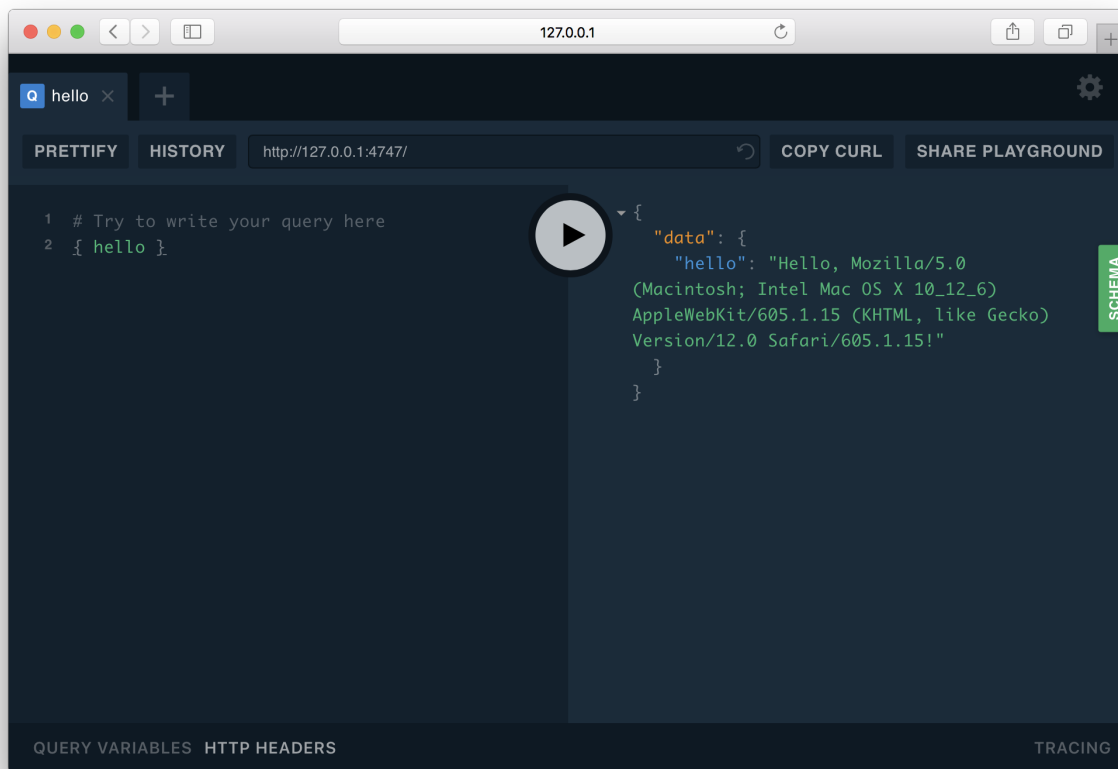 127.0.0.1
Q hello
PRETTIFY HISTORY http://127.0.0.1:4747/ COPY CURL SHARE PLAYGROUND
1 # Try to write your query here
2 { hello }
{
"data": {
"hello": "Hello, Mozilla/5.0
(Macintosh; Intel Mac OS X 10_12_6)
AppleWebKit/605.1.15 (KHTML, like Gecko)
Version/12.0 Safari/605.1.15!"
}
}
SCHEMA
QUERY VARIABLES HTTP HEADERS TRACING